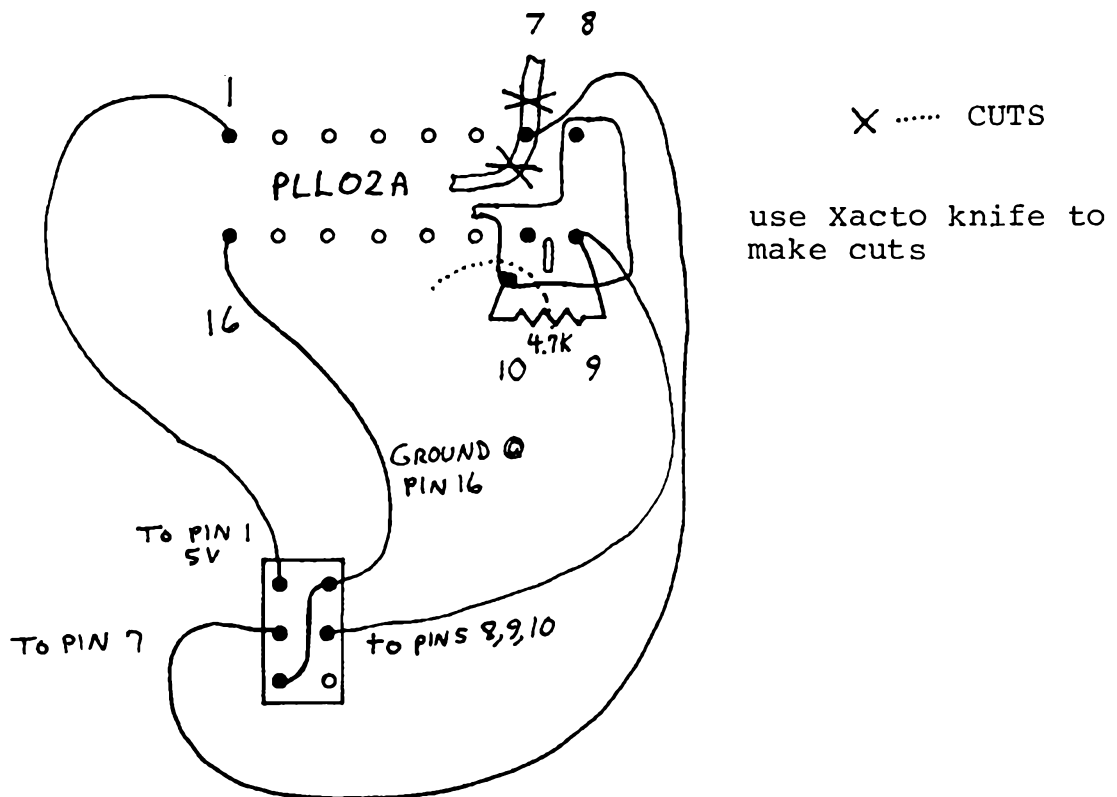 7 8
1
X ...... CUTS
PLL02A
use Xacto knife to
make cuts
16
4.7K
10 9
GROUND @
PIN 16
TO PIN 1
5V
TO PIN 7
to PINS 8,9,10